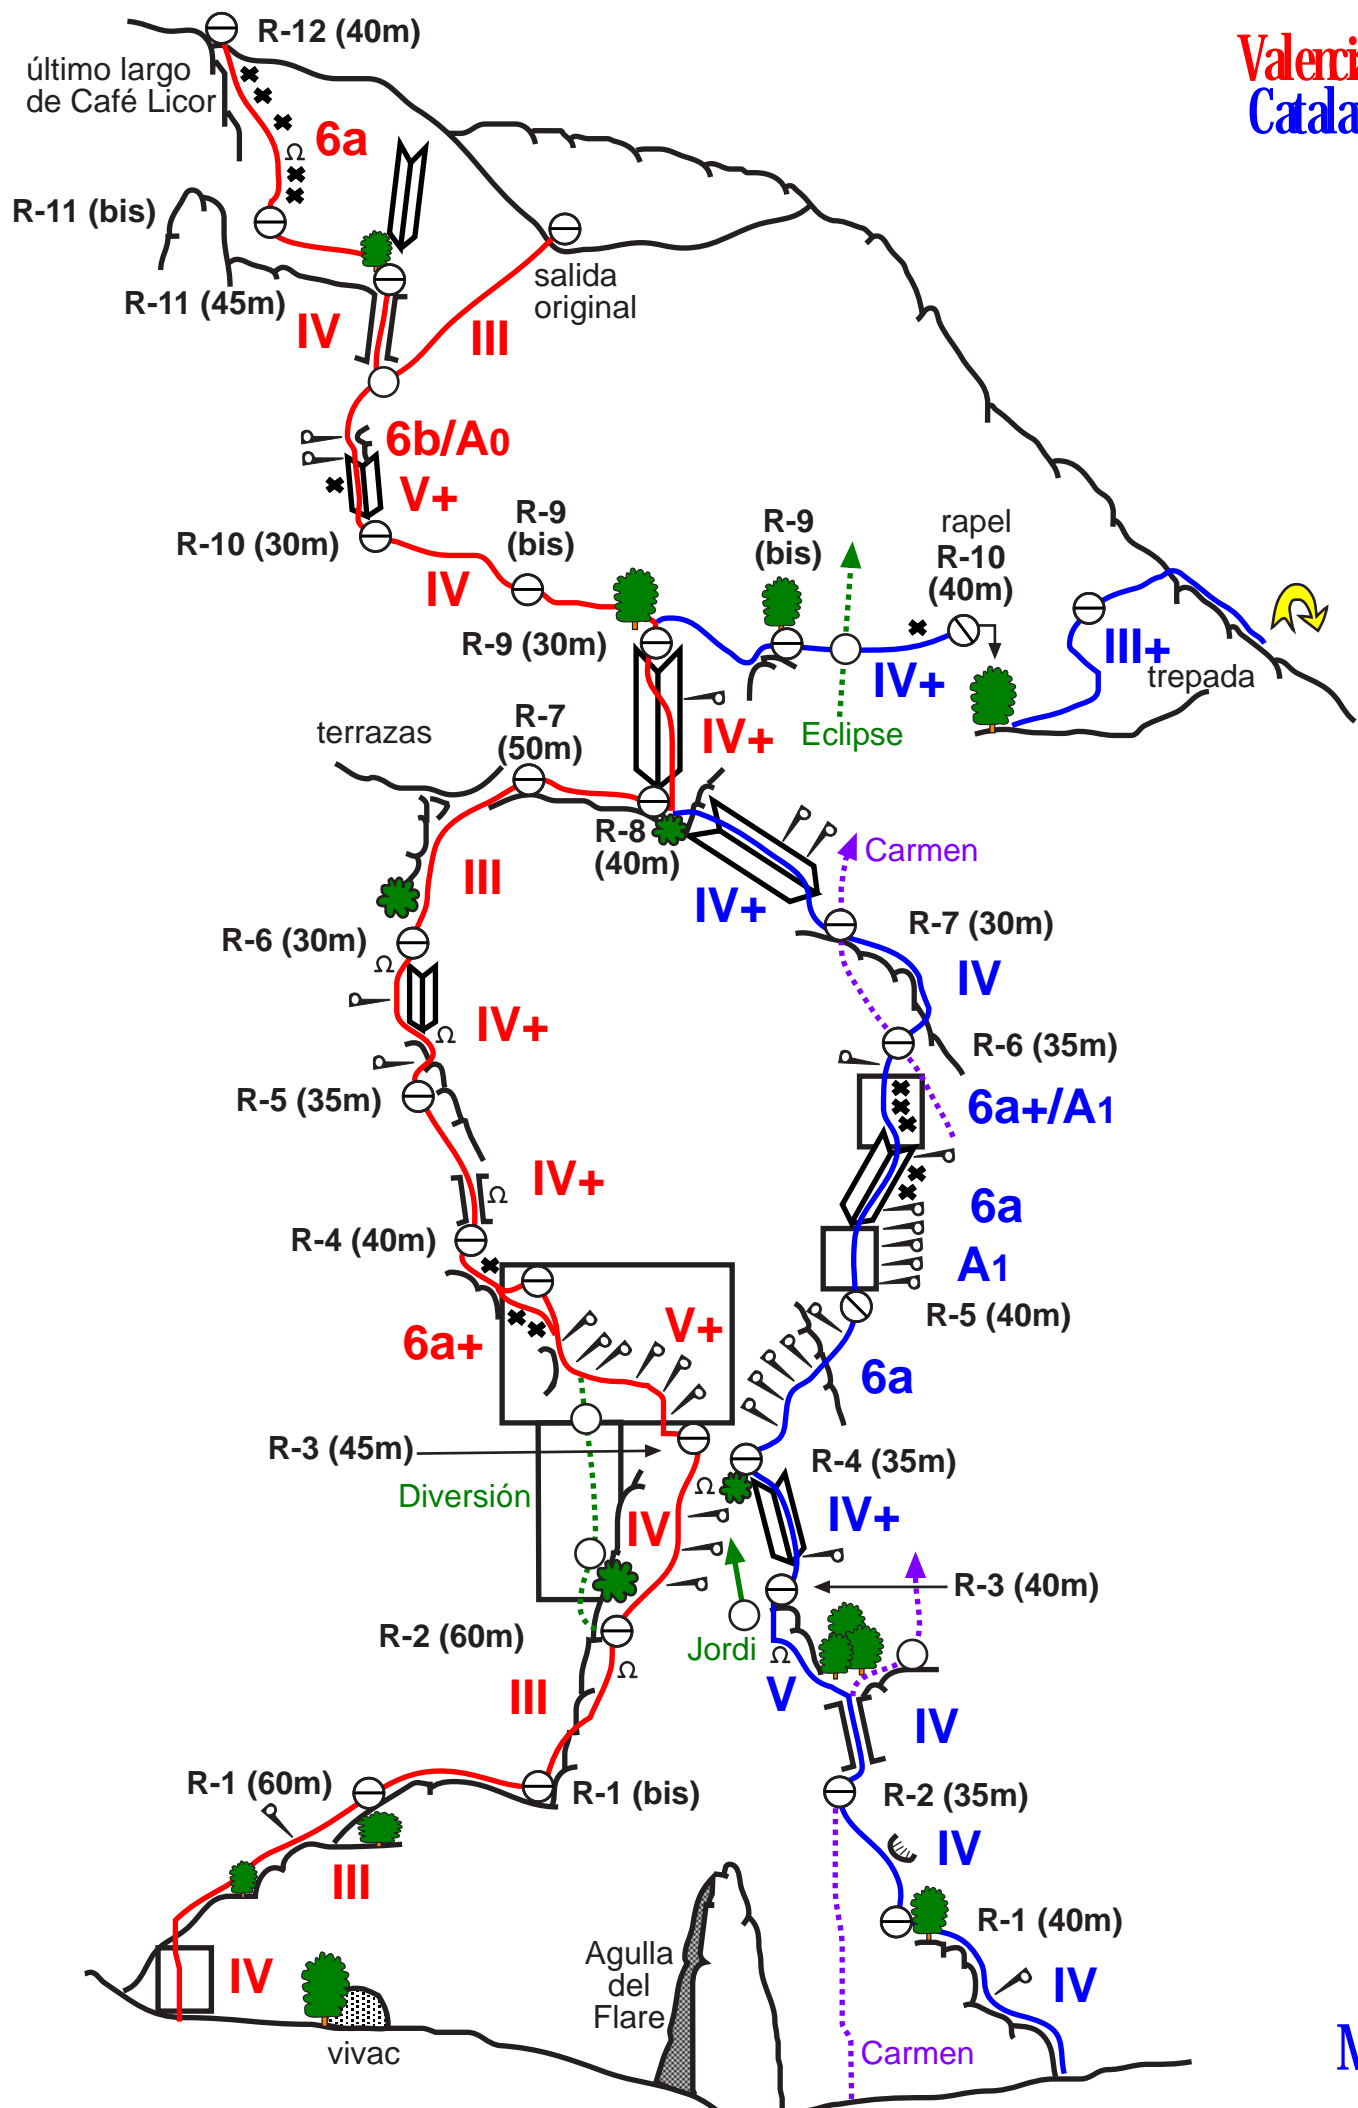 R-12 (40m)
último largo
de Café Licor
6a
R-11 (bis)
salida
original
R-11 (45m)
IV
III
6b/A0
V+
R-10 (30m)
R-9
(bis)
IV
R-9
(bis)
rapel
R-10
(40m)
R-9 (30m)
IV+
III+
trepada
Eclipse
IV+
R-7
(50m)
terrazas
R-8
(40m)
Carmen
III
IV+
R-7 (30m)
R-6 (30m)
IV
IV+
R-6 (35m)
R-5 (35m)
6a+/A1
IV+
6a
R-4 (40m)
A1
R-5 (40m)
V+
6a+
6a
R-3 (45m)
R-4 (35m)
Diversión
IV
IV+
R-3 (40m)
R-2 (60m)
Jordi
III
V
IV
R-1 (60m)
R-1 (bis)
R-2 (35m)
IV
III
R-1 (40m)
IV
Agulla
del
Flare
IV
vivac
Carmen